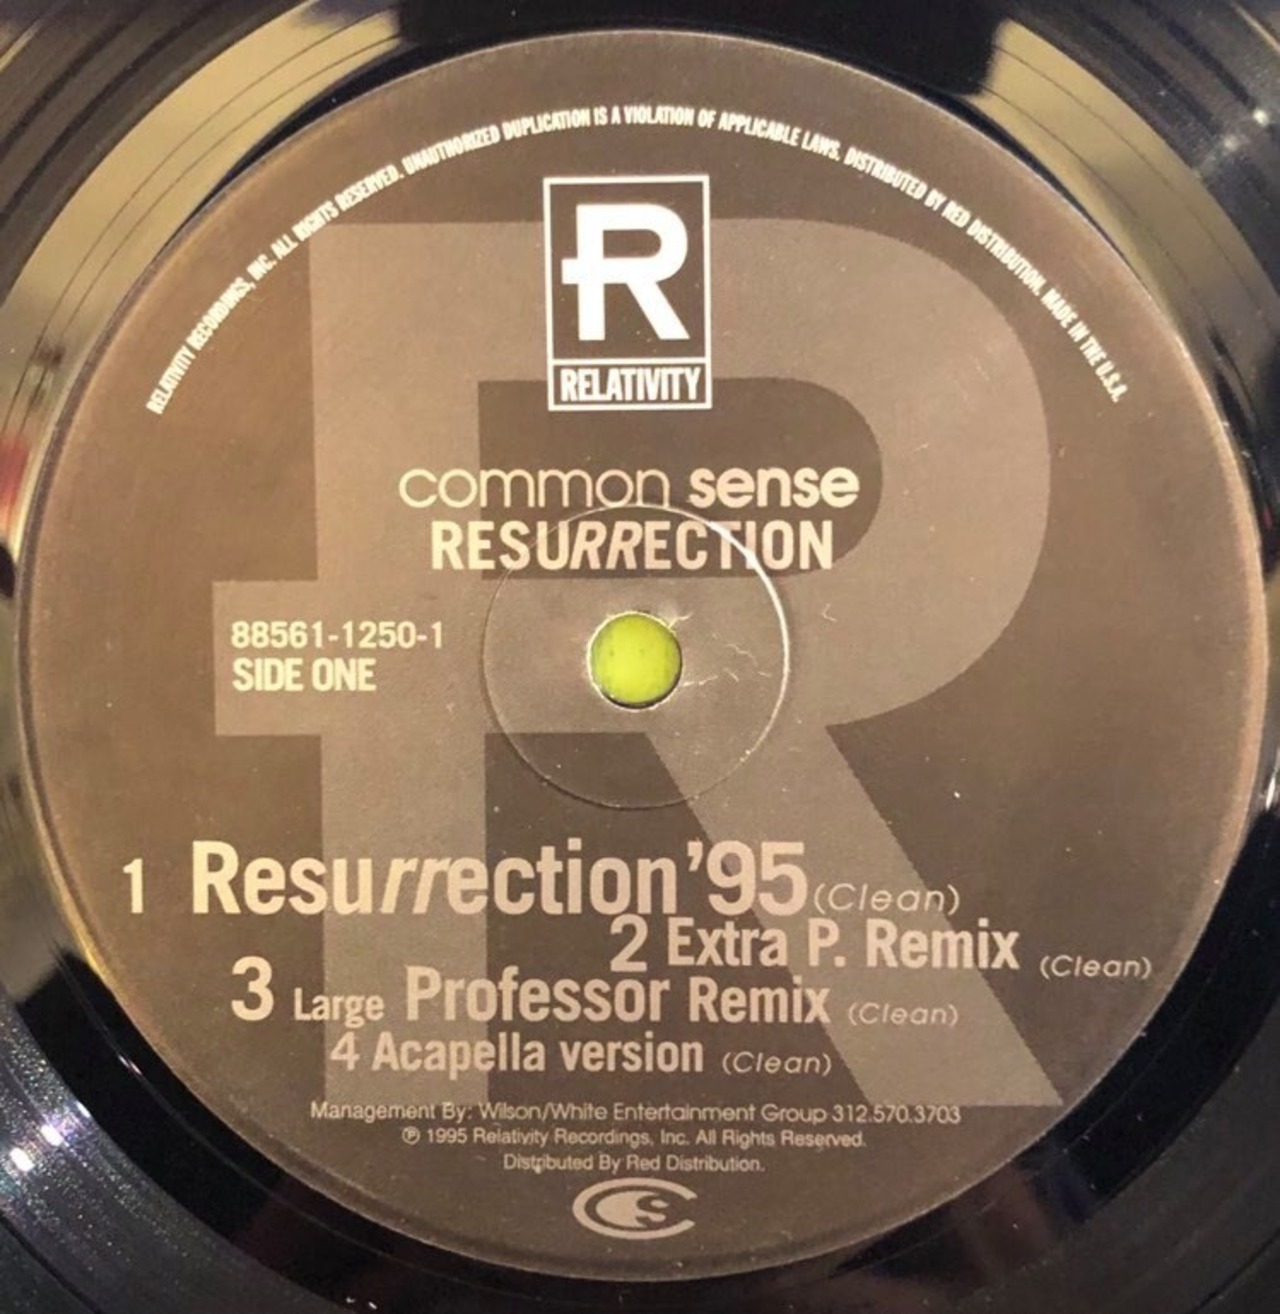 RELATIVITY RECORDINGS, INC. ALL RIGHTS RESERVED. UNAUTHORIZED DUPLICATION IS A VIOLATION OF APPLICABLE LAWS. DISTRIBUTED BY RED DISTRIBUTION. MADE IN THE U.S.A.
R
RELATIVITY
common sense
RESURRECTION
88561-1250-1
SIDE ONE
1 Resurrection '95 (Clean)
2 Extra P. Remix (Clean)
3 Large Professor Remix (Clean)
4 Acapella version (Clean)
Management By: Wilson/White Entertainment Group 312.570.3703
℗ 1995 Relativity Recordings, Inc. All Rights Reserved.
Distributed By Red Distribution.
CS